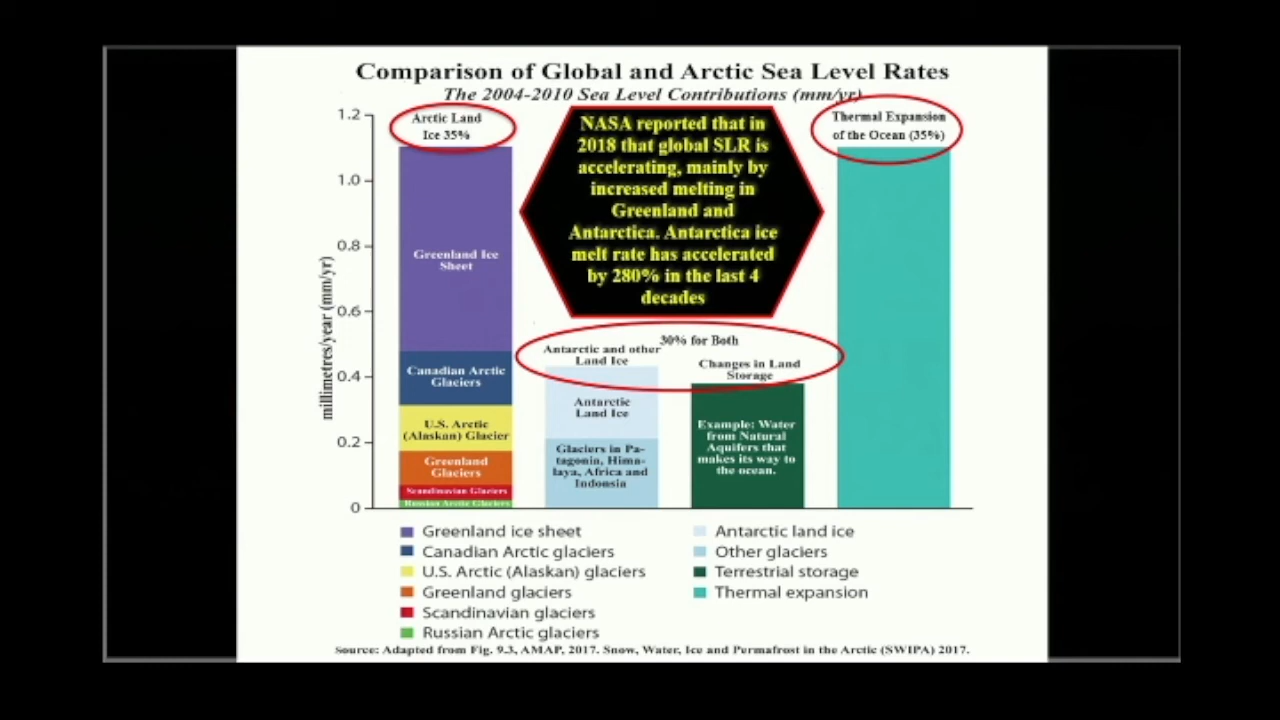 Comparison of Global and Arctic Sea Level Rates
The 2004-2010 Sea Level Contributions (mm/yr)
1.2
1.0
0.8
0.6
0.4
0.2
0
millimetres/year (mm/yr)
Arctic Land
Ice 35%
Greenland Ice
Sheet
Canadian Arctic
Glaciers
U.S. Arctic
(Alaskan) Glacier
Greenland
Glaciers
Scandinavian Glaciers
Russian Arctic Glaciers
NASA reported that in
2018 that global SLR is
accelerating, mainly by
increased melting in
Greenland and
Antarctica. Antarctica ice
melt rate has accelerated
by 280% in the last 4
decades
30% for Both
Antarctic and other
Land Ice
Antarctic
Land Ice
Glaciers in Pa-
tagonia, Hima-
laya, Africa and
Indonsia
Changes in Land
Storage
Example: Water
from Natural
Aquifers that
makes its way to
the ocean.
Thermal Expansion
of the Ocean (35%)
Greenland ice sheet
Canadian Arctic glaciers
U.S. Arctic (Alaskan) glaciers
Greenland glaciers
Scandinavian glaciers
Russian Arctic glaciers
Antarctic land ice
Other glaciers
Terrestrial storage
Thermal expansion
Source: Adapted from Fig. 9.3, AMAP, 2017. Snow, Water, Ice and Permafrost in the Arctic (SWIPA) 2017.